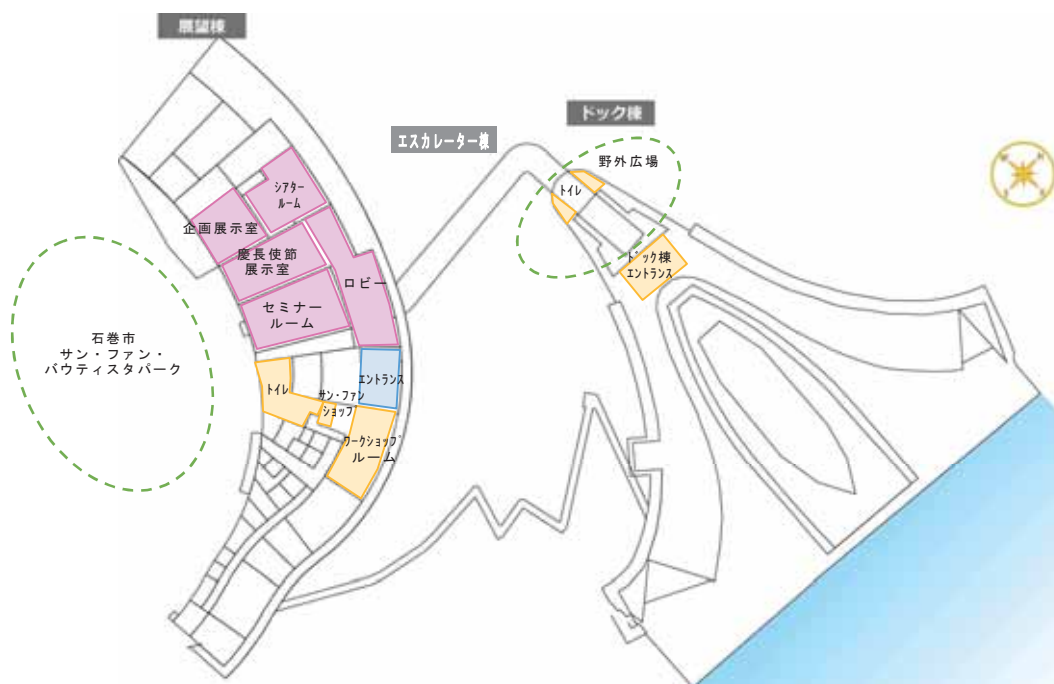 展望棟
ドック棟
エスカレーター棟
野外広場
トイレ
シアター
ルーム
企画展示室
慶長使節
展示室
ロビー
ドック棟
エントランス
セミナー
ルーム
石巻市
サン・ファン・
バウティスタパーク
トイレ
エントランス
サン・ファン
ショップ
ワークショップ
ルーム